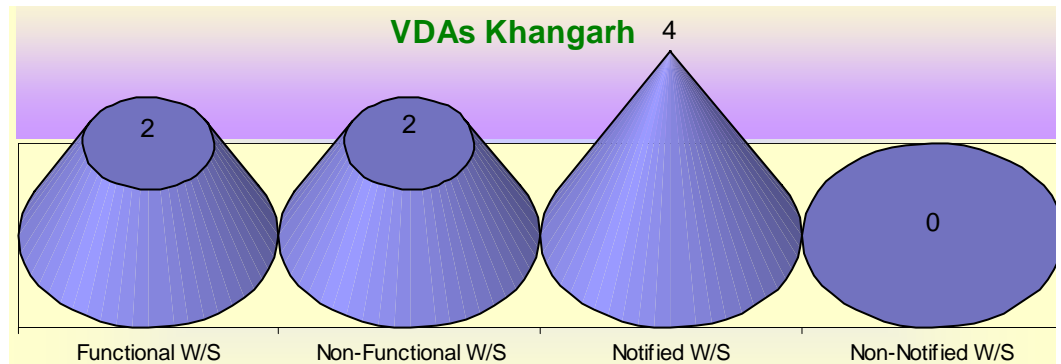 VDAs Khangarh
4
2
2
0
Functional W/S
Non-Functional W/S
Notified W/S
Non-Notified W/S